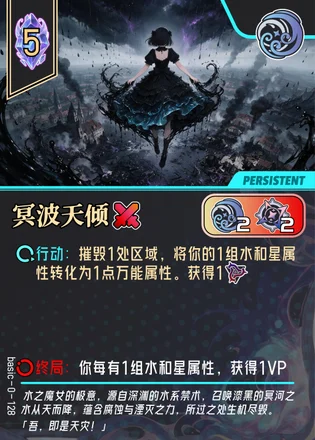 5
PERSISTENT
冥波天倾
2 2
行动：摧毁1处区域，将你的1组水和星属
性转化为1点万能属性。获得1
终局：你每有1组水和星属性，获得1VP
水之魔女的极意，源自深渊的水系禁术，召唤漆黑的冥河之
水从天而降，蕴含腐蚀与湮灭之力，所过之处生机尽毁。
「吾，即是天灾！」
basic-0-128